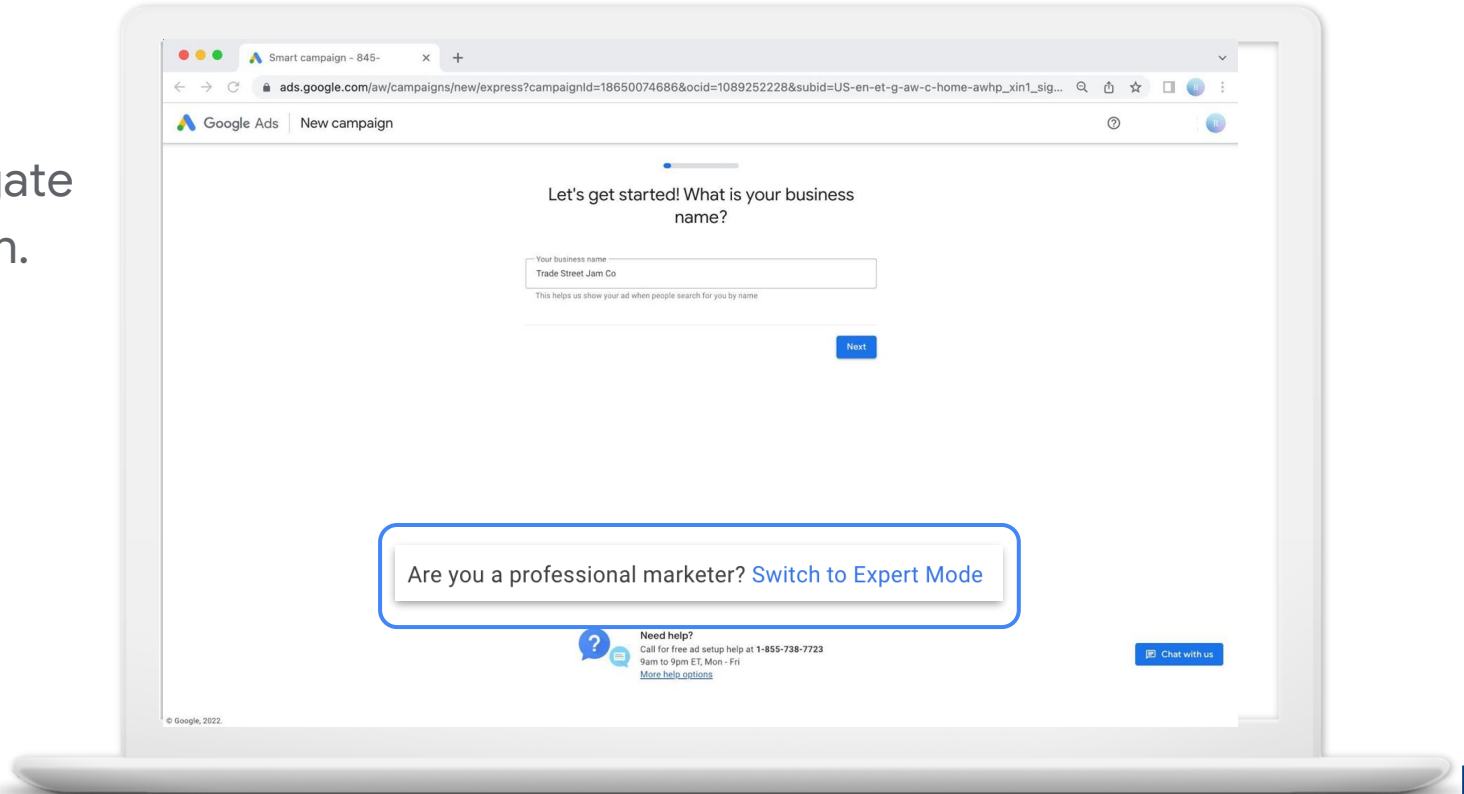 Smart campaign - 845-
ads.google.com/aw/campaigns/new/express?campaignId=18650074686&ocid=1089252228&subid=US-en-et-g-aw-c-home-awhp_xin1_sig...
Google Ads
New campaign
gate
Let's get started! What is your business
name?
n.
Your business name
Trade Street Jam Co
This helps us show your ad when people search for you by name
Next
Are you a professional marketer? Switch to Expert Mode
Need help?
Call for free ad setup help at 1-855-738-7723
9am to 9pm ET, Mon - Fri
More help options
Chat with us
© Google, 2022.